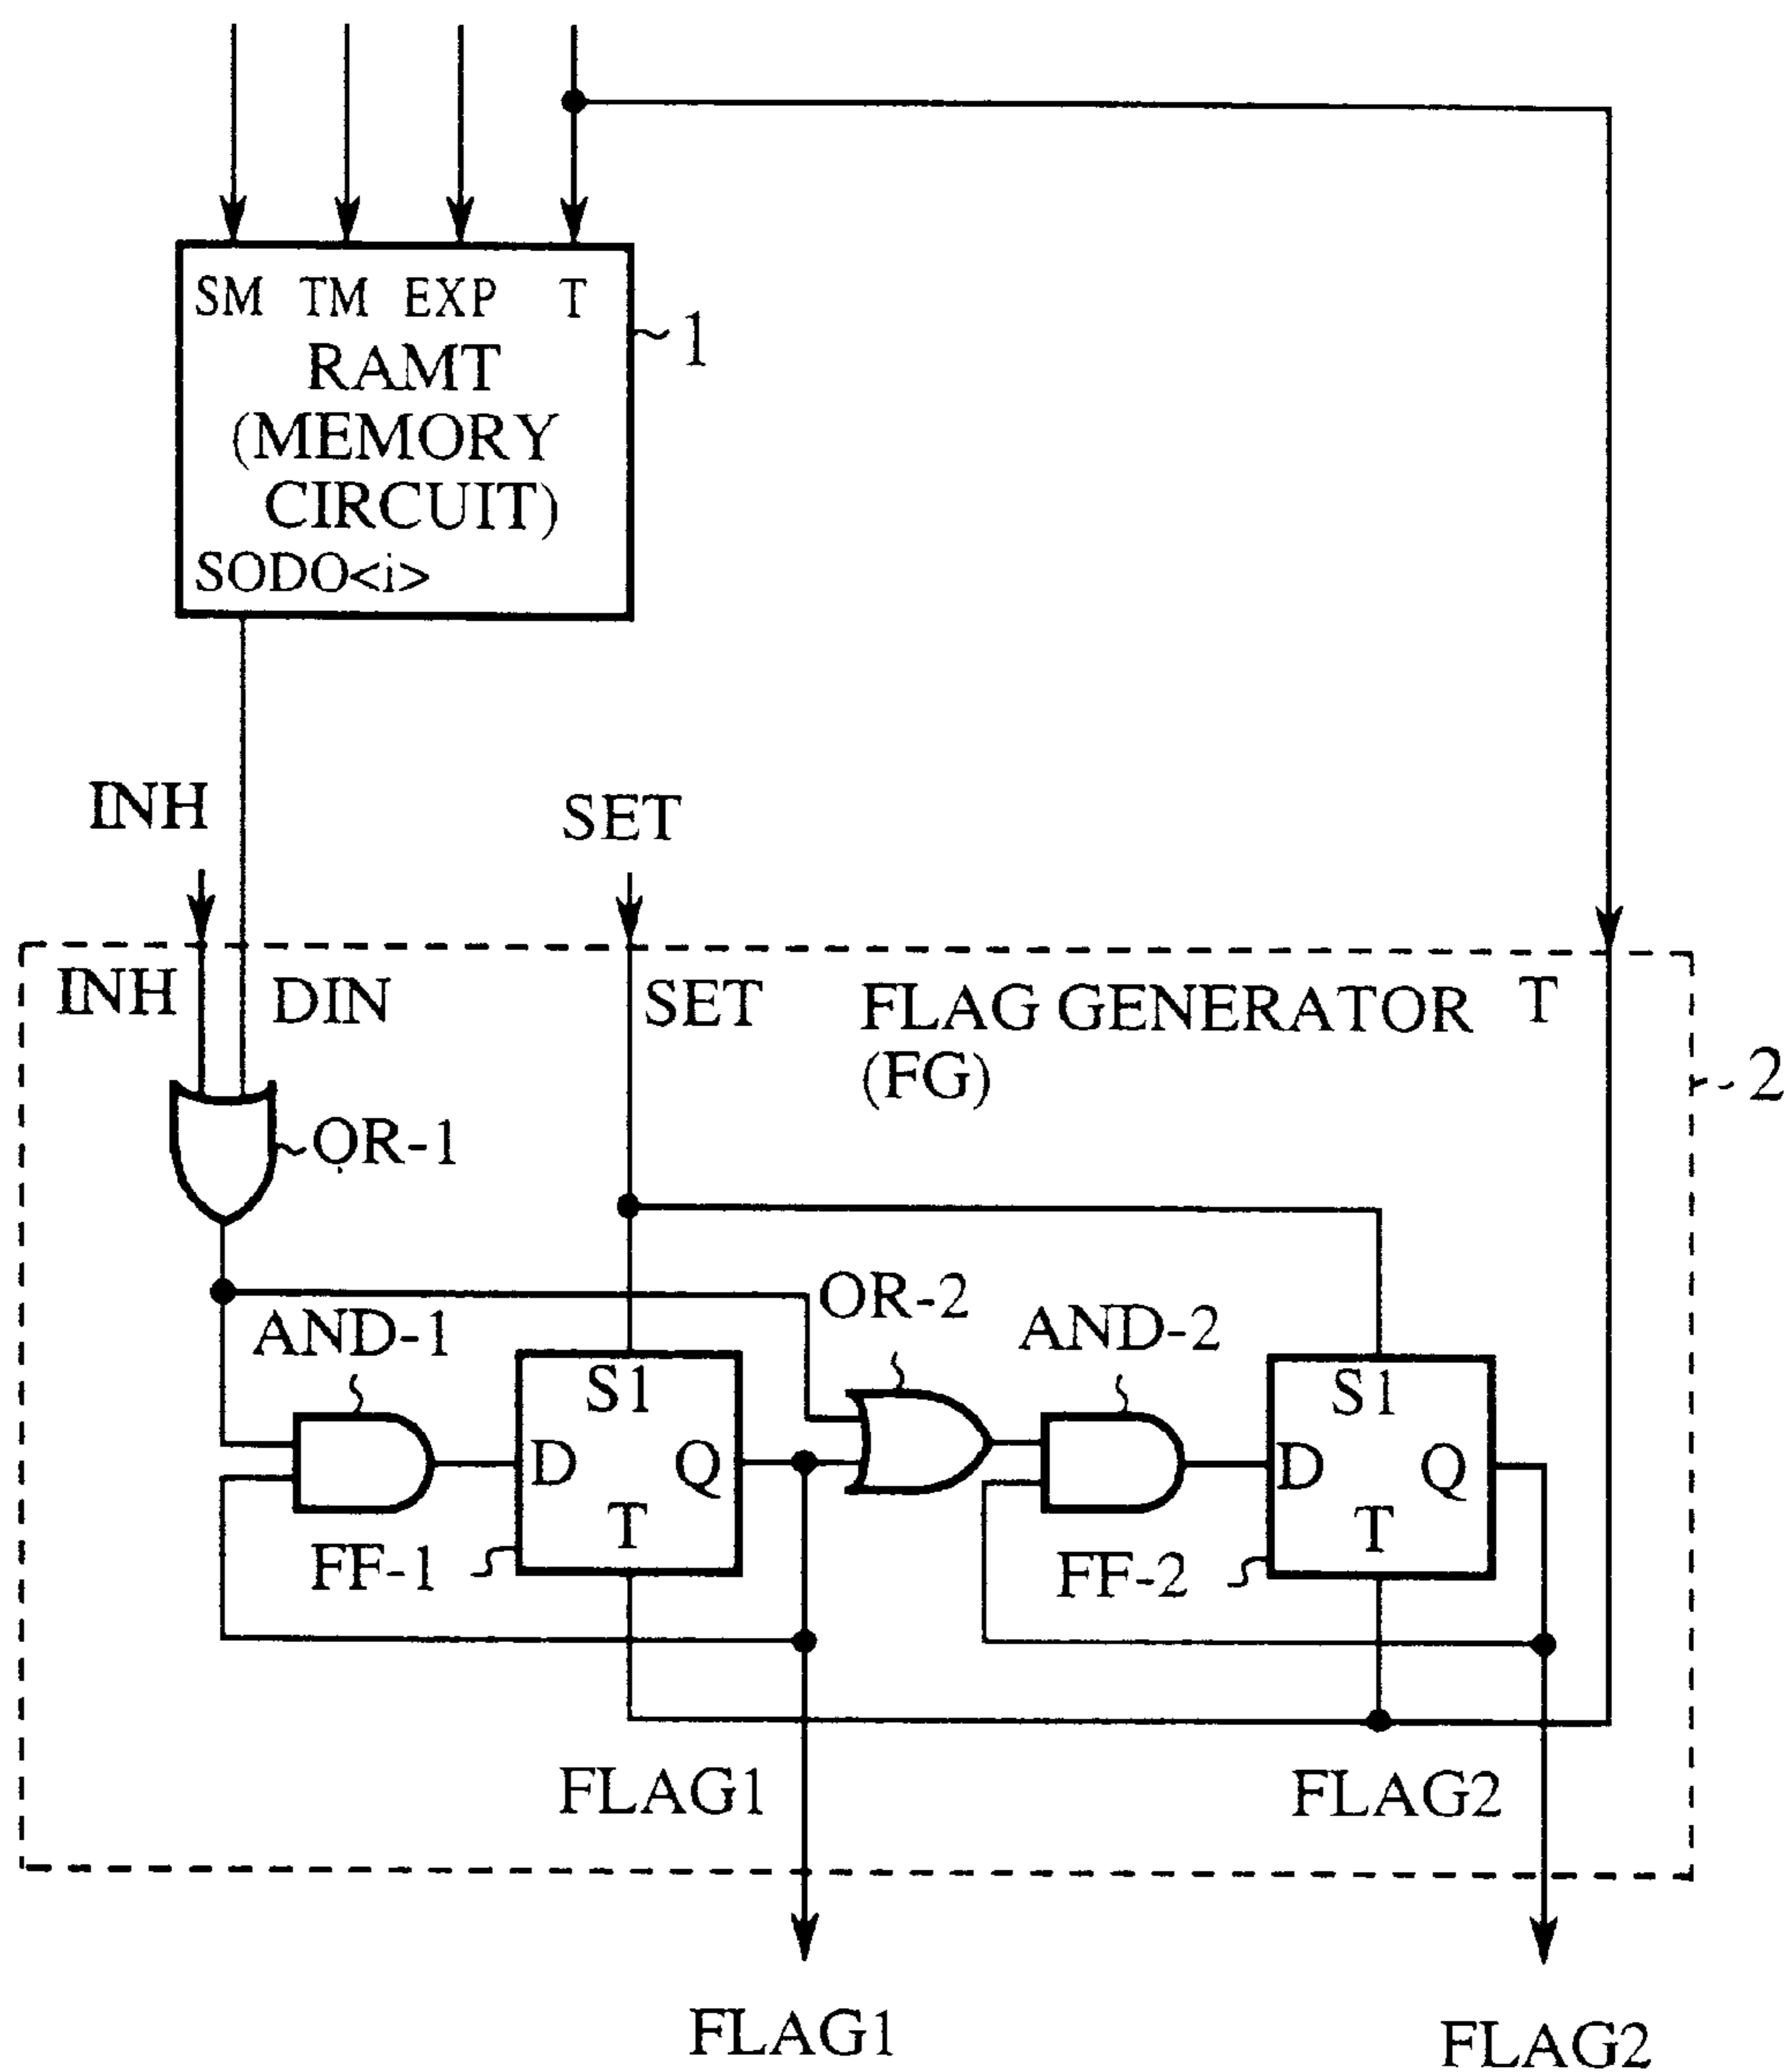 SM TM EXP T
RAMT
(MEMORY
CIRCUIT)
SODO<i>
1
INH
SET
INH
DIN
SET
FLAG GENERATOR
(FG)
T
2
OR-1
AND-1
OR-2
AND-2
S1
D
Q
T
FF-1
S1
D
Q
T
FF-2
FLAG1
FLAG2
FLAG1
FLAG2